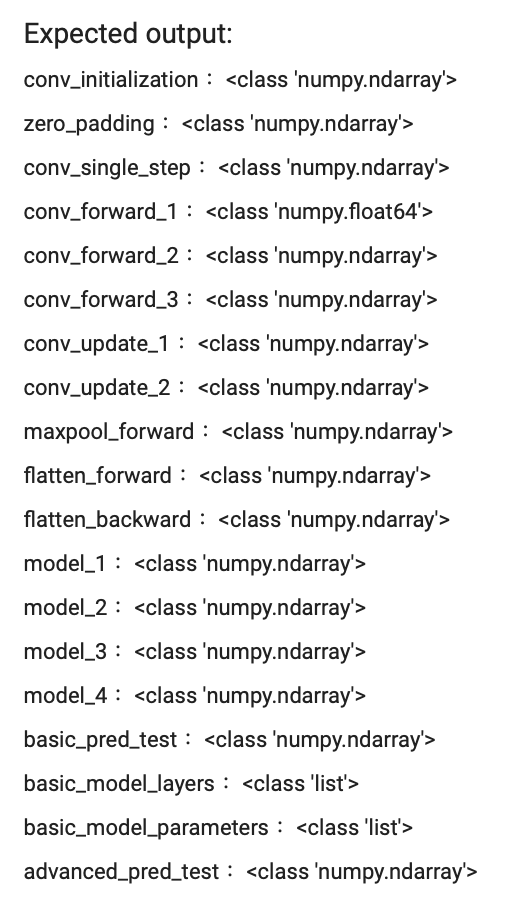 Expected output:
conv_initialization： <class 'numpy.ndarray'>
zero_padding： <class 'numpy.ndarray'>
conv_single_step： <class 'numpy.ndarray'>
conv_forward_1： <class 'numpy.float64'>
conv_forward_2： <class 'numpy.ndarray'>
conv_forward_3： <class 'numpy.ndarray'>
conv_update_1： <class 'numpy.ndarray'>
conv_update_2： <class 'numpy.ndarray'>
maxpool_forward： <class 'numpy.ndarray'>
flatten_forward： <class 'numpy.ndarray'>
flatten_backward： <class 'numpy.ndarray'>
model_1： <class 'numpy.ndarray'>
model_2： <class 'numpy.ndarray'>
model_3： <class 'numpy.ndarray'>
model_4： <class 'numpy.ndarray'>
basic_pred_test： <class 'numpy.ndarray'>
basic_model_layers： <class 'list'>
basic_model_parameters： <class 'list'>
advanced_pred_test： <class 'numpy.ndarray'>